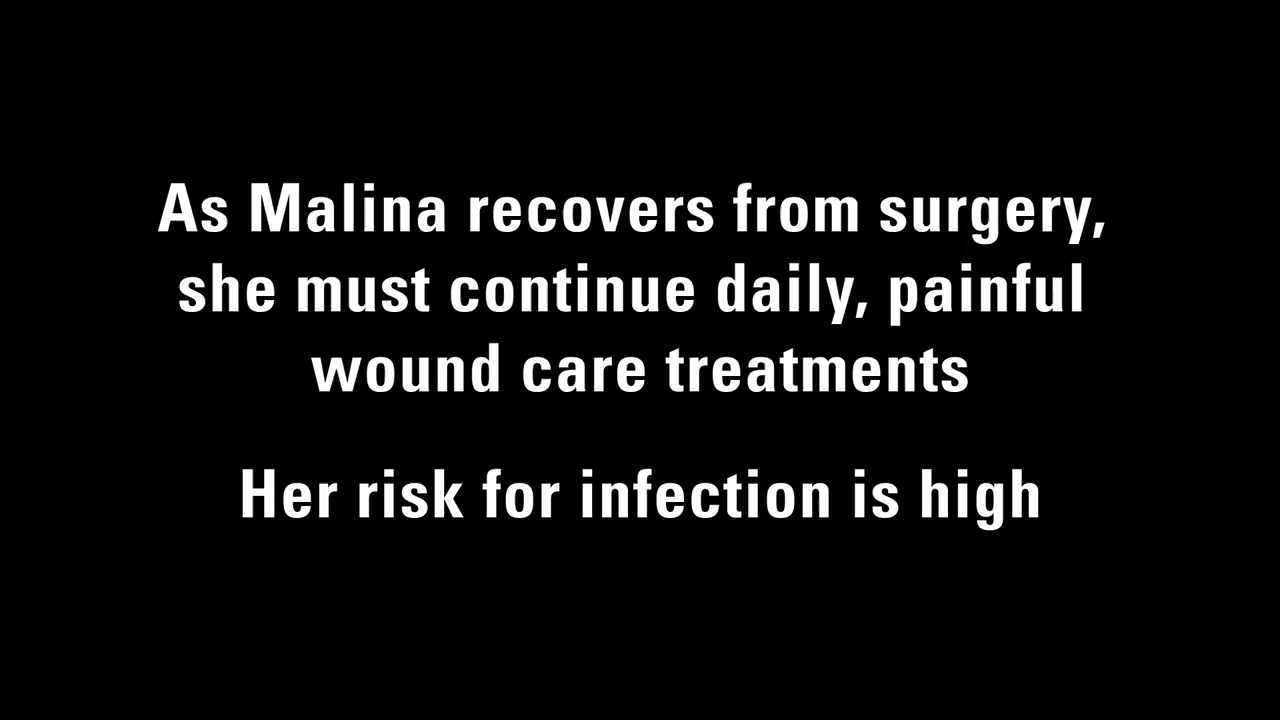 As Malina recovers from surgery,
she must continue daily, painful
wound care treatments
Her risk for infection is high